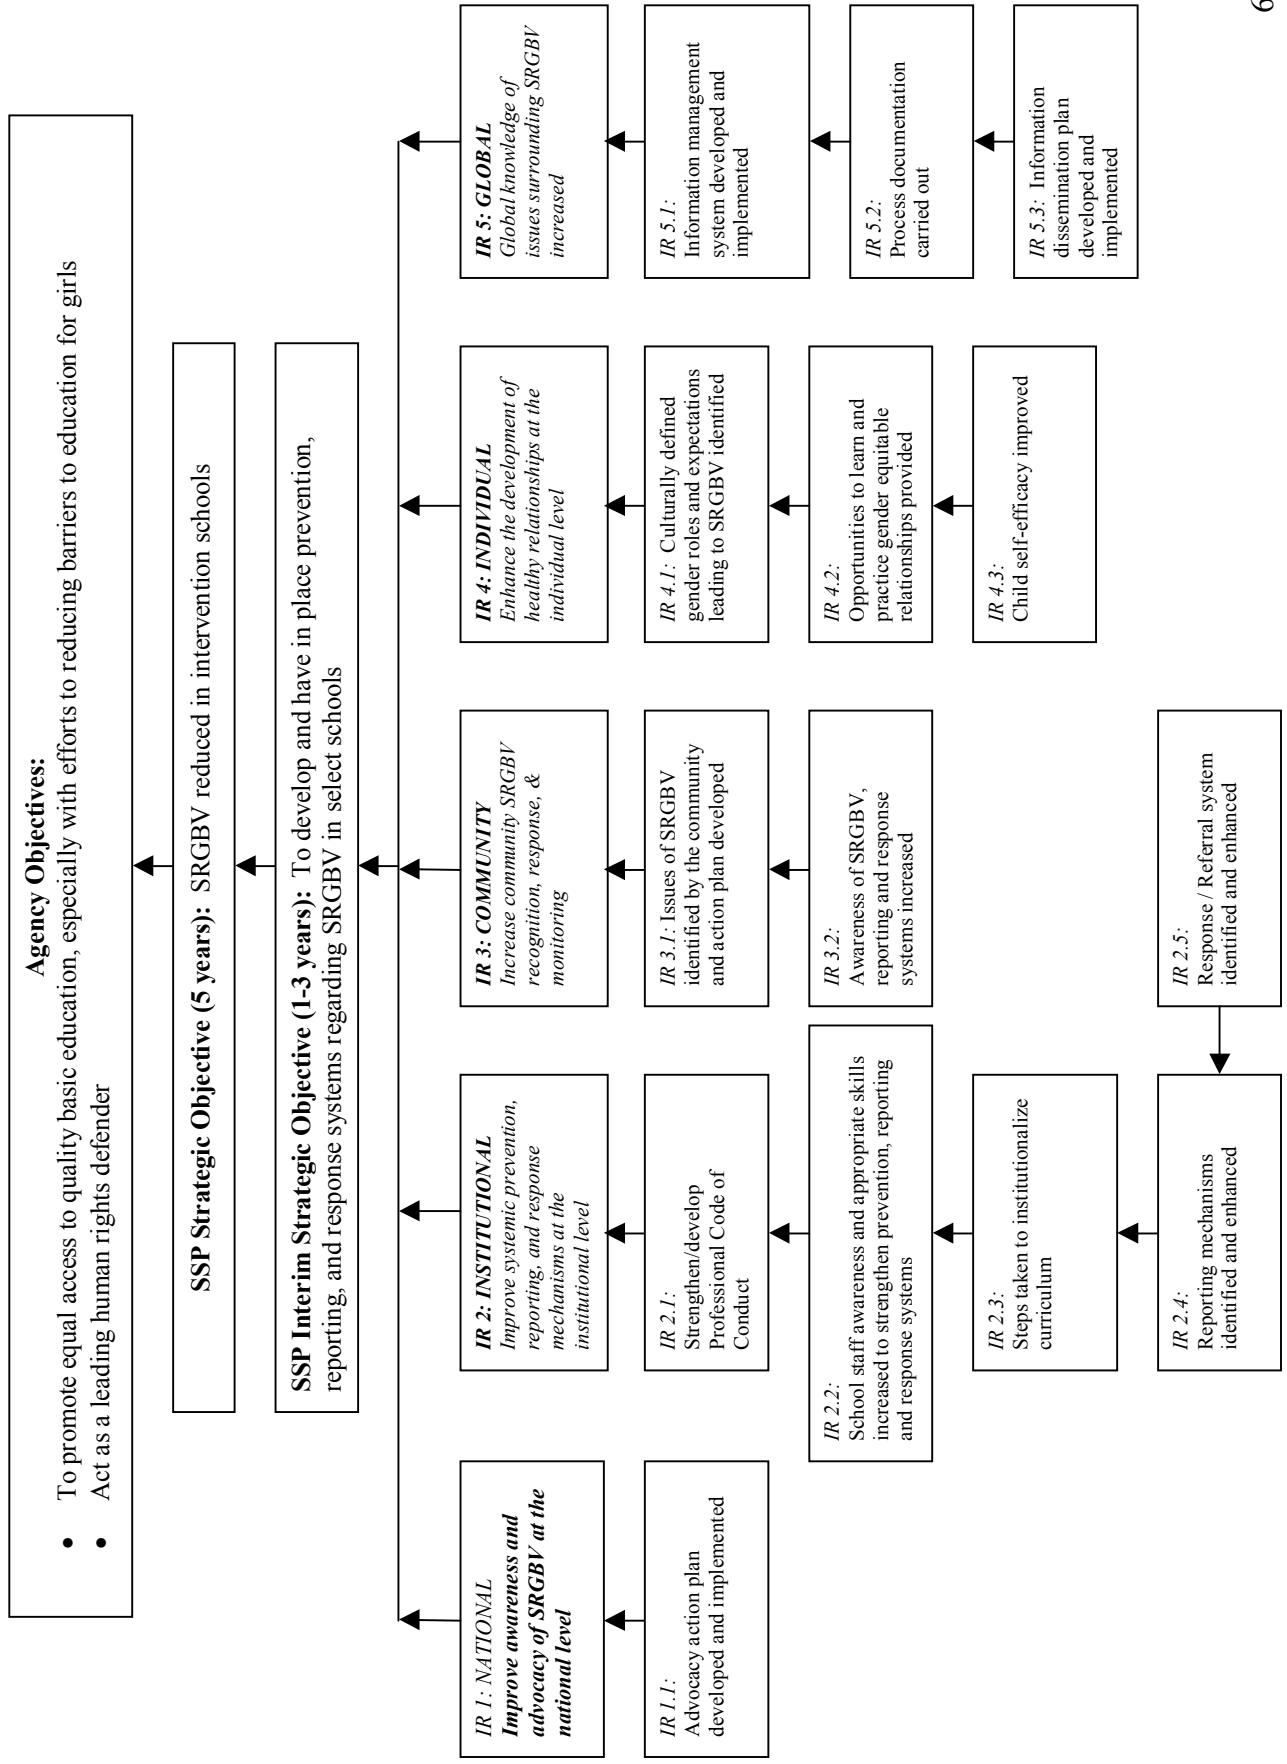 Agency Objectives:
• To promote equal access to quality basic education, especially with efforts to reducing barriers to education for girls
• Act as a leading human rights defender
SSP Strategic Objective (5 years): SRGBV reduced in intervention schools
SSP Interim Strategic Objective (1-3 years): To develop and have in place prevention,
reporting, and response systems regarding SRGBV in select schools
IR 1: NATIONAL
Improve awareness and
advocacy of SRGBV at the
national level
IR 1.1:
Advocacy action plan
developed and implemented
IR 2: INSTITUTIONAL
Improve systemic prevention,
reporting, and response
mechanisms at the
institutional level
IR 2.1:
Strengthen/develop
Professional Code of
Conduct
IR 2.2:
School staff awareness and appropriate skills
increased to strengthen prevention, reporting
and response systems
IR 2.3:
Steps taken to institutionalize
curriculum
IR 2.4:
Reporting mechanisms
identified and enhanced
IR 2.5:
Response / Referral system
identified and enhanced
IR 3: COMMUNITY
Increase community SRGBV
recognition, response, &
monitoring
IR 3.1: Issues of SRGBV
identified by the community
and action plan developed
IR 3.2:
Awareness of SRGBV,
reporting and response
systems increased
IR 4: INDIVIDUAL
Enhance the development of
healthy relationships at the
individual level
IR 4.1: Culturally defined
gender roles and expectations
leading to SRGBV identified
IR 4.2:
Opportunities to learn and
practice gender equitable
relationships provided
IR 4.3:
Child self-efficacy improved
IR 5: GLOBAL
Global knowledge of
issues surrounding SRGBV
increased
IR 5.1:
Information management
system developed and
implemented
IR 5.2:
Process documentation
carried out
IR 5.3: Information
dissemination plan
developed and
implemented
6